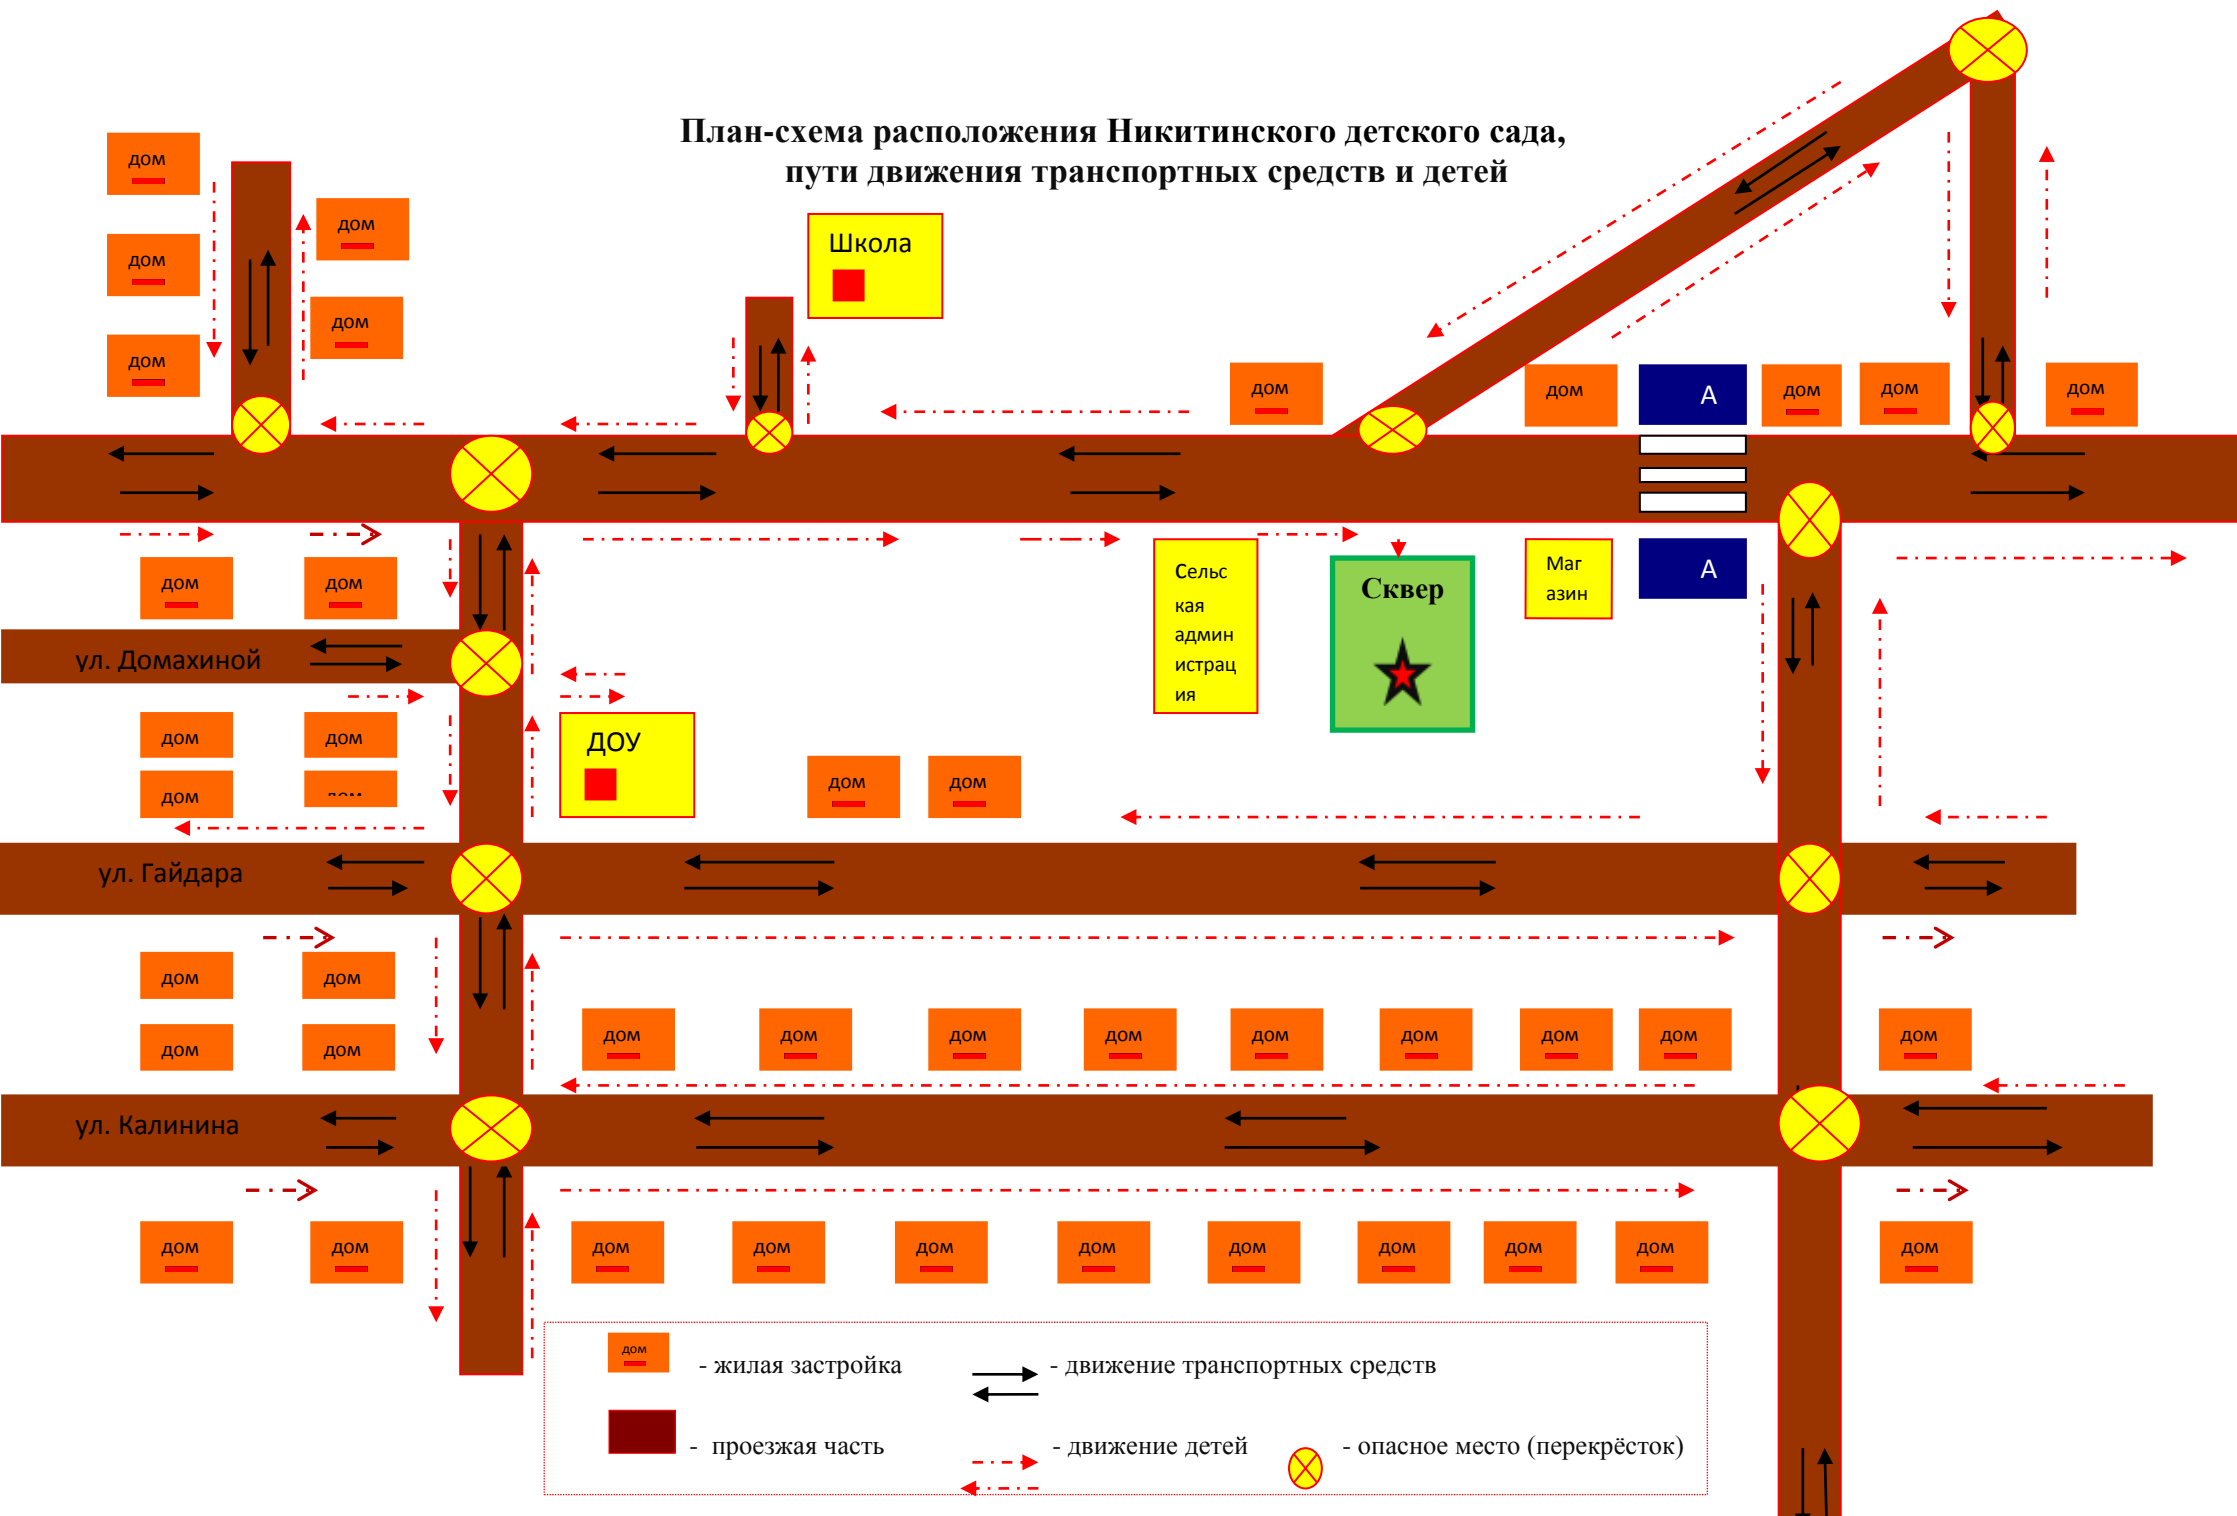 План-схема расположения Никитинского детского сада,
пути движения транспортных средств и детей
дом
дом
Школа
дом
дом
дом
дом
дом
дом
А
дом
дом
дом
Сельс
кая
админ
истрац
ия
Сквер
Маг
азин
А
дом
дом
ул. Домахиной
ДОУ
дом
дом
дом
дом
дом
дом
ул. Гайдара
дом
дом
дом
дом
дом
дом
дом
дом
дом
дом
дом
дом
дом
ул. Калинина
дом
дом
дом
дом
дом
дом
дом
дом
дом
дом
дом
дом
- жилая застройка
- движение транспортных средств
- проезжая часть
- движение детей
- опасное место (перекрёсток)